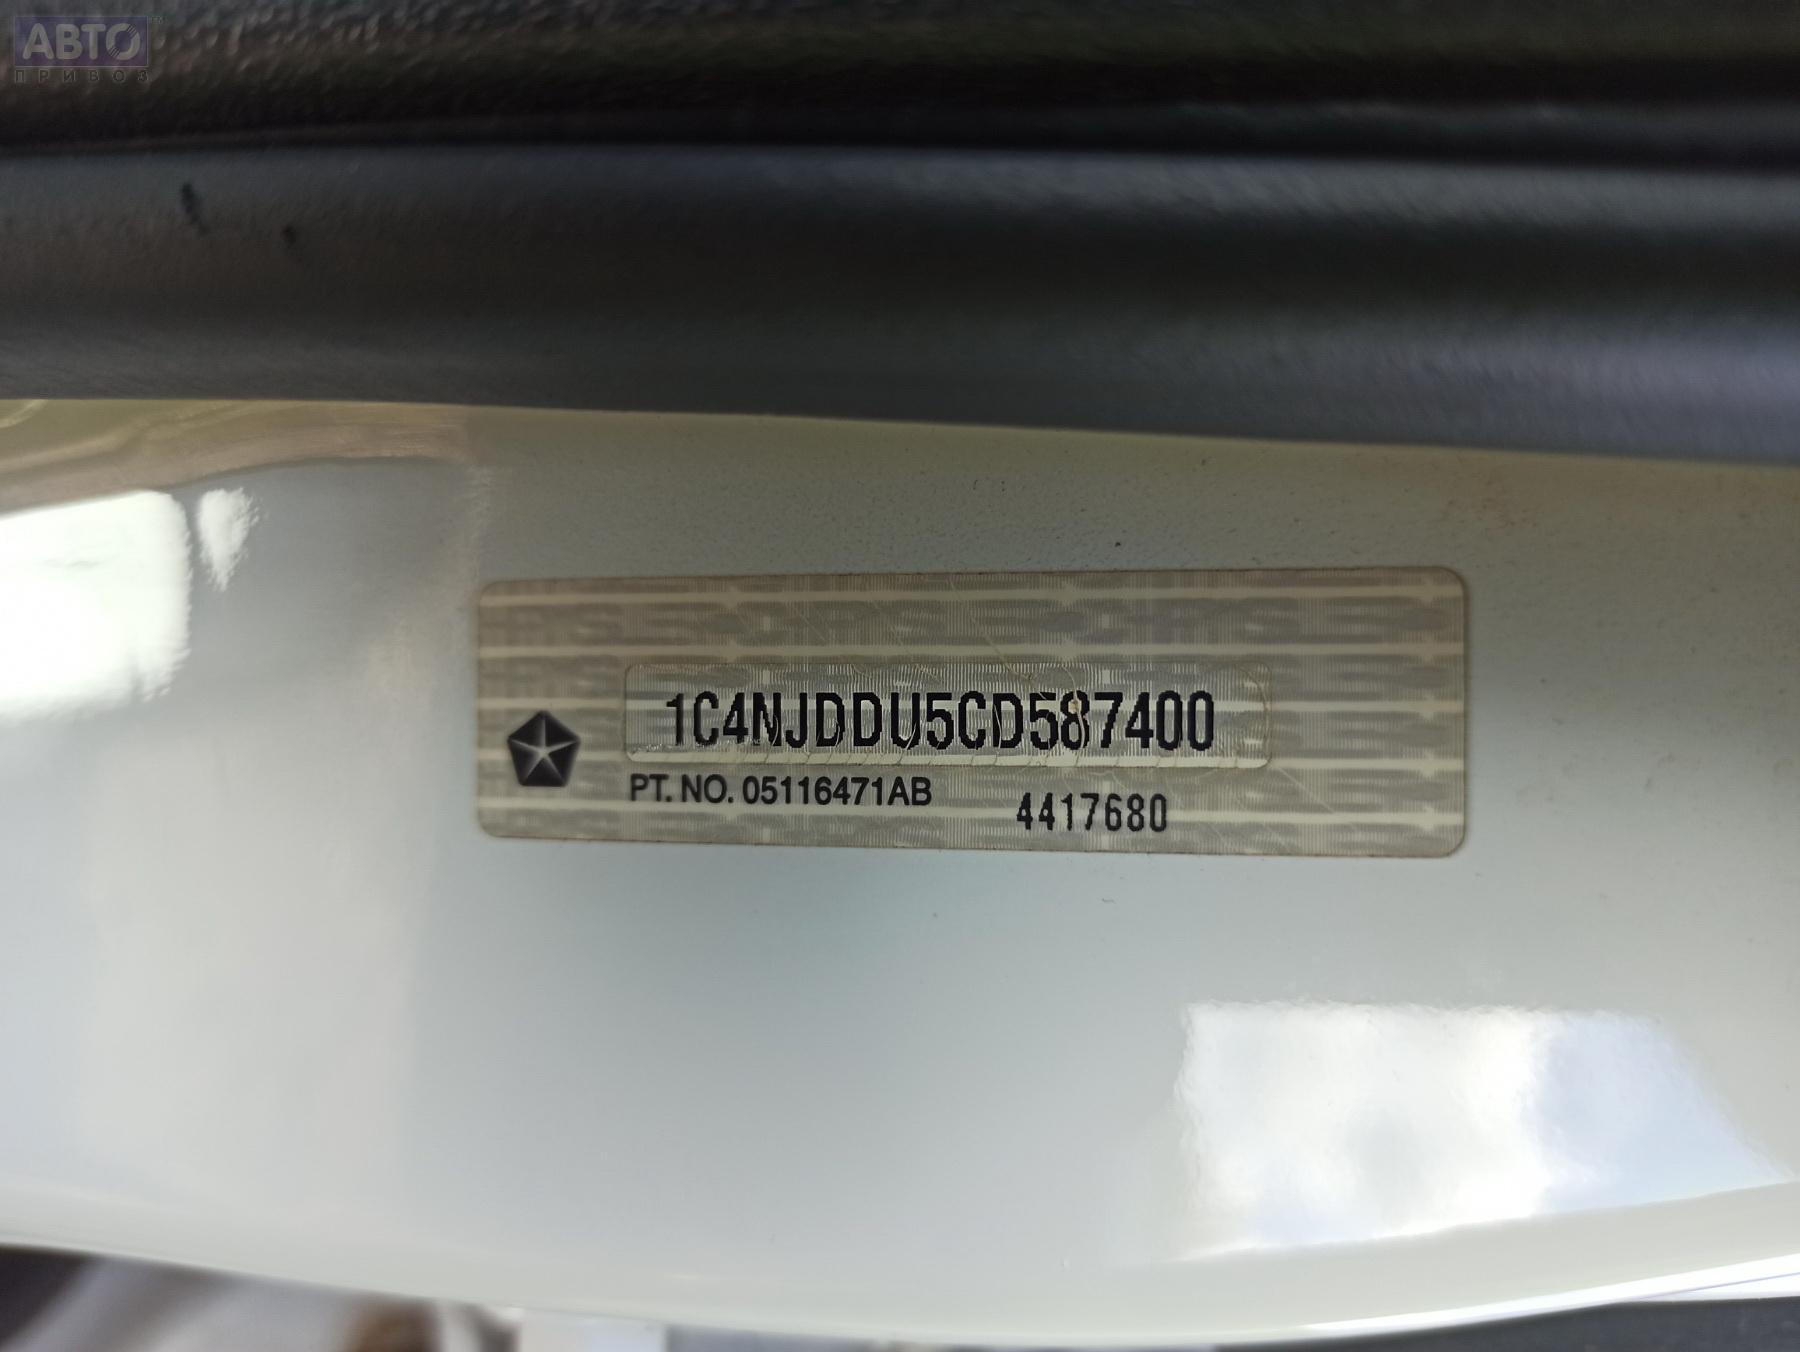 АВТО
ПРИВОЗ
1C4NJDDU5CD587400
PT. NO. 05116471AB
4417680